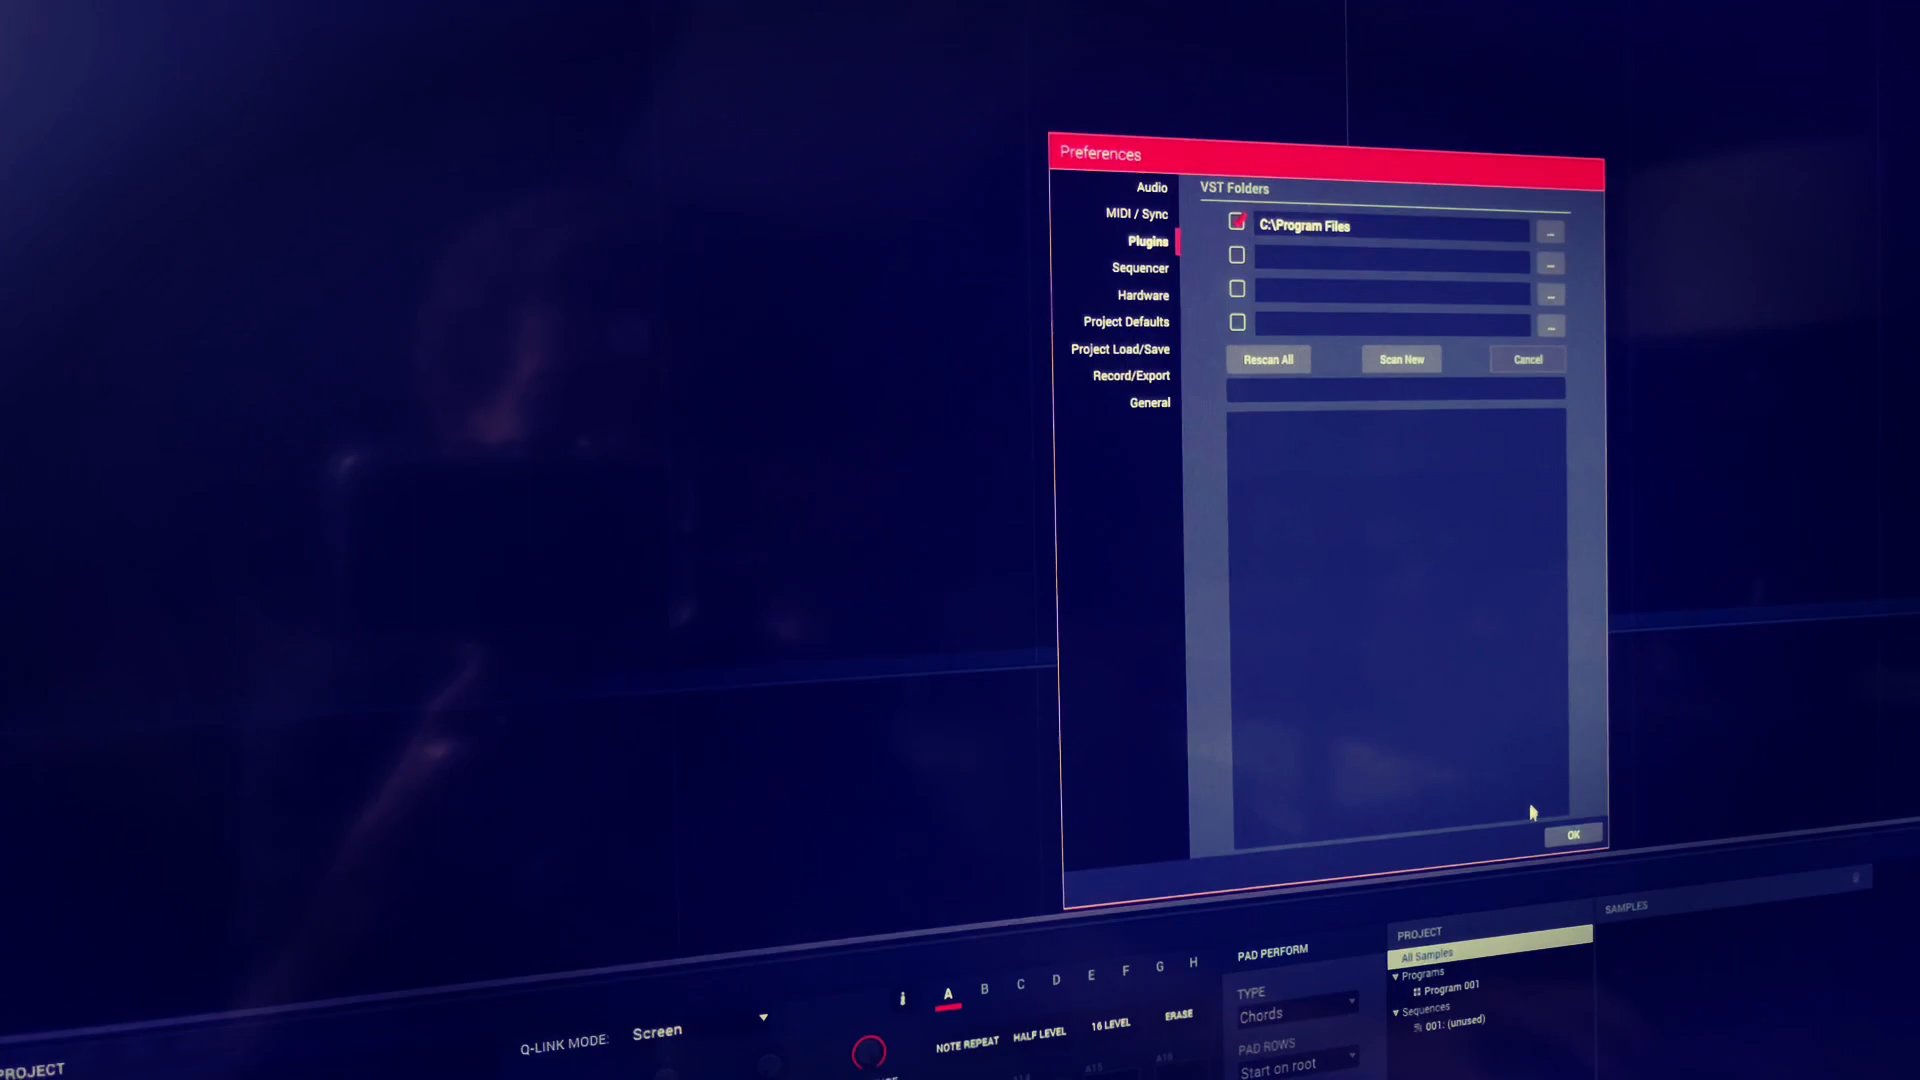 Preferences
Audio
MIDI / Sync
Plugins
Sequencer
Hardware
Project Defaults
Project Load/Save
Record/Export
General
VST Folders
C:\Program Files
...
...
...
...
Rescan All
Scan New
Cancel
OK
PROJECT
Q-LINK MODE:
Screen
A B C D E F G H
NOTE REPEAT
HALF LEVEL
16 LEVEL
ERASE
A15
A16
PAD PERFORM
TYPE
Chords
PAD ROWS
Start on root
PROJECT
All Samples
Programs
Program 001
Sequences
001: (unused)
SAMPLES